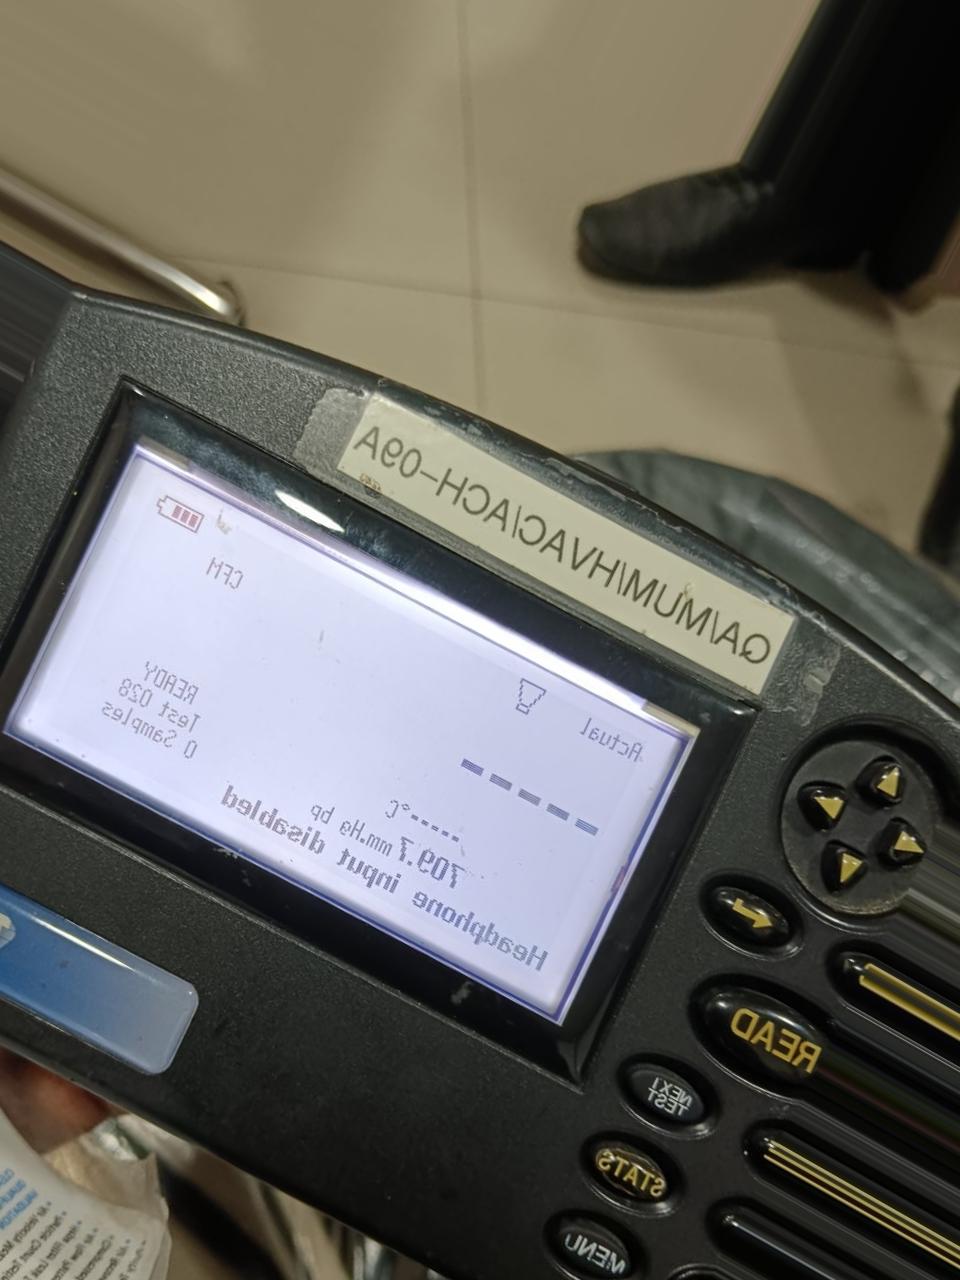 QA/MUM/HVAC/ACH-09A
CFM
Actual
READY
Test 028
0 Samples
-----.°C
709.7 mm.Hg bp
Headphone input disabled
READ
NEXT
TEST
STATS
MENU